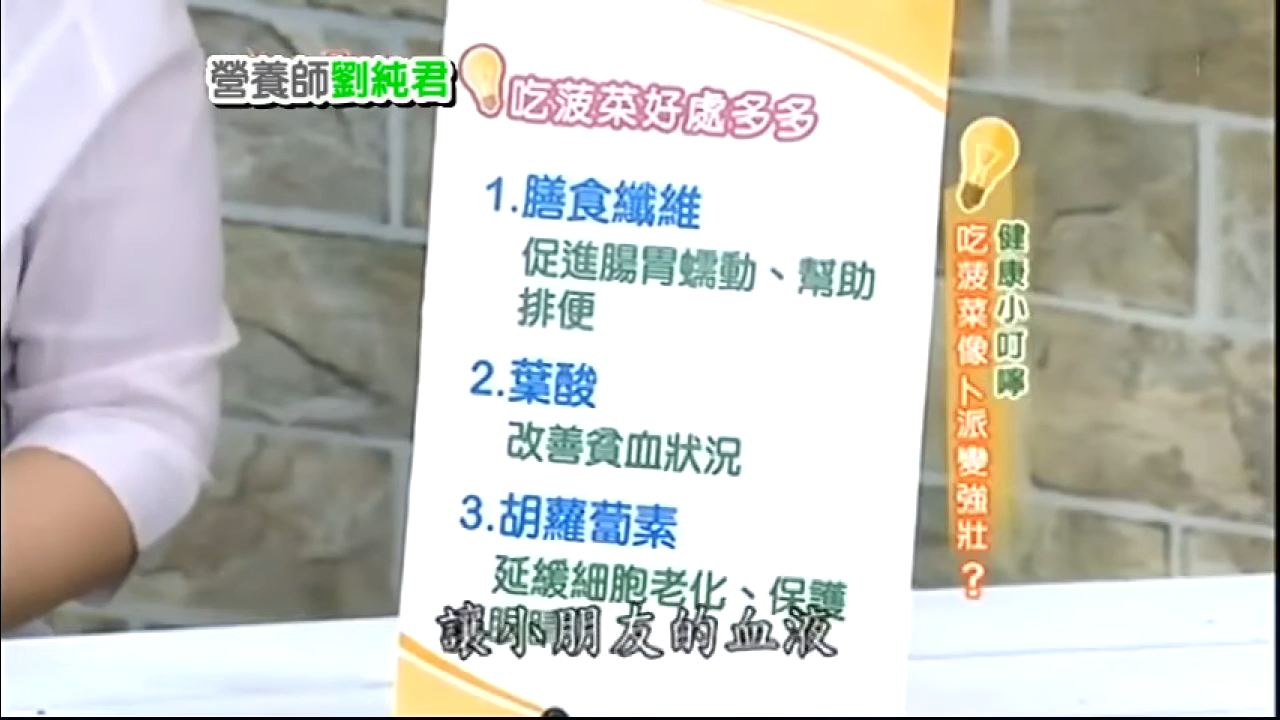 營養師劉純君
吃菠菜好處多多
1.膳食纖維
促進腸胃蠕動、幫助
排便
2.葉酸
改善貧血狀況
3.胡蘿蔔素
延緩細胞老化、保護
讓小朋友的血液
健康小叮嚀
吃菠菜像卜派變強壯?